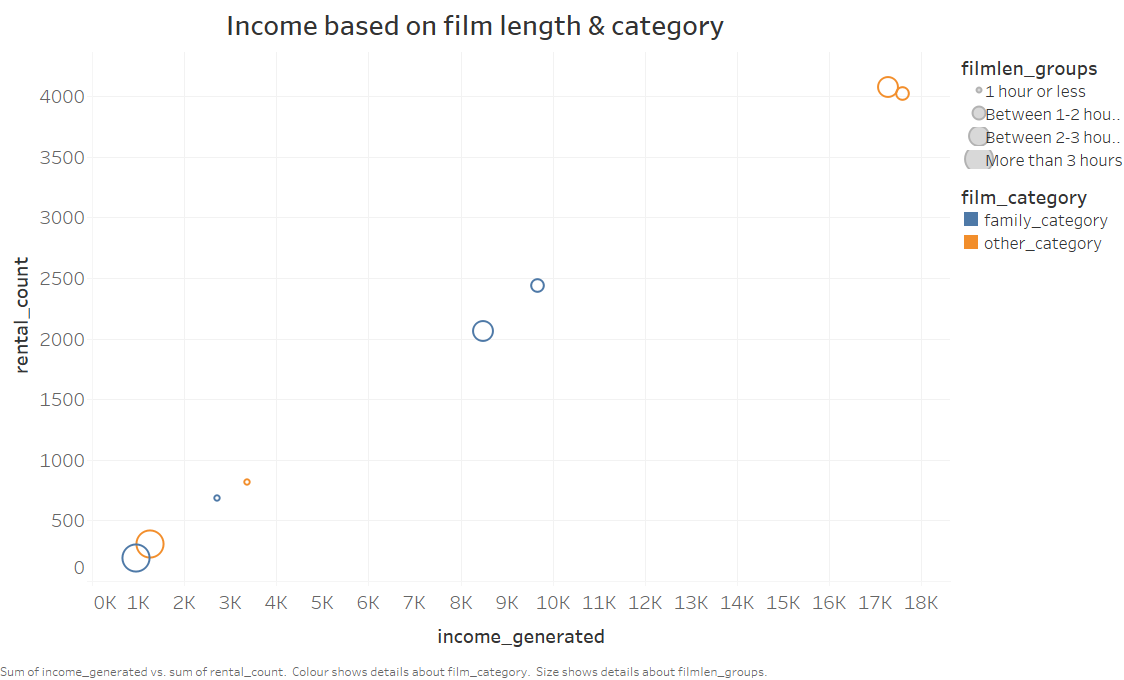 Income based on film length & category
filmlen_groups
1 hour or less
Between 1-2 hou..
Between 2-3 hou..
More than 3 hours
film_category
family_category
other_category
rental_count
4000
3500
3000
2500
2000
1500
1000
500
0
0K 1K 2K 3K 4K 5K 6K 7K 8K 9K 10K 11K 12K 13K 14K 15K 16K 17K 18K
income_generated
Sum of income_generated vs. sum of rental_count. Colour shows details about film_category. Size shows details about filmlen_groups.